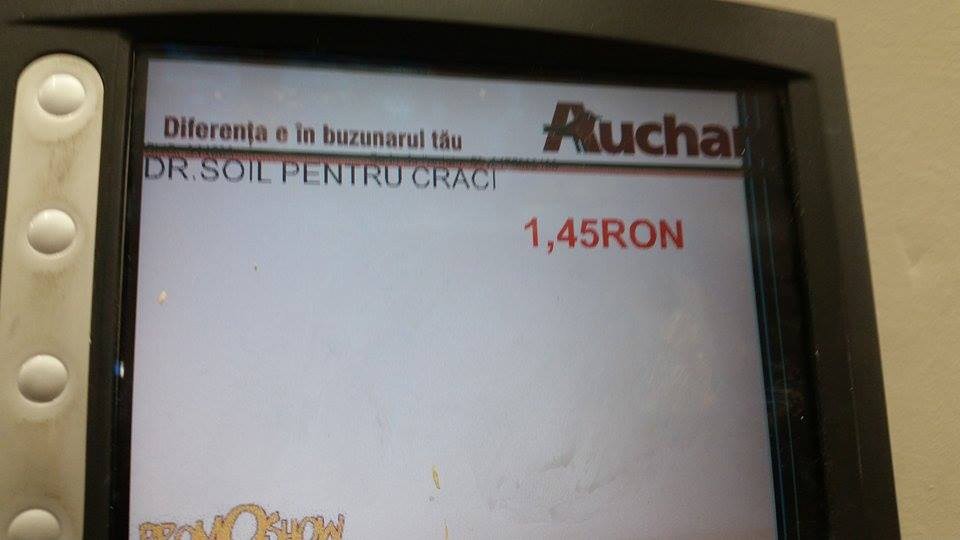 Diferența e în buzunarul tău
Auchan
DR.SOIL PENTRU CRACI
1,45RON
PROMOSHOW